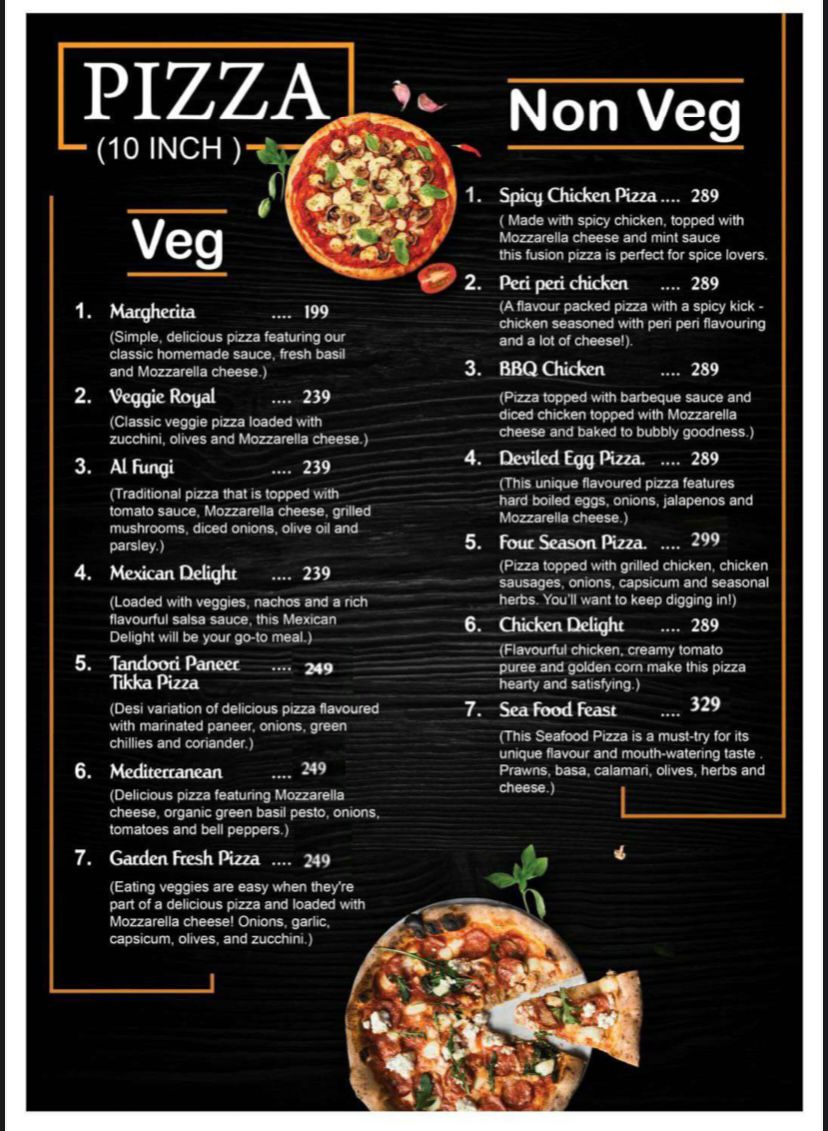 PIZZA
(10 INCH )
Veg
1. Margherita .... 199
(Simple, delicious pizza featuring our
classic homemade sauce, fresh basil
and Mozzarella cheese.)
2. Veggie Royal .... 239
(Classic veggie pizza loaded with
zucchini, olives and Mozzarella cheese.)
3. Al Fungi .... 239
(Traditional pizza that is topped with
tomato sauce, Mozzarella cheese, grilled
mushrooms, diced onions, olive oil and
parsley.)
4. Mexican Delight .... 239
(Loaded with veggies, nachos and a rich
flavourful salsa sauce, this Mexican
Delight will be your go-to meal.)
5. Tandoori Paneer .... 249
Tikka Pizza
(Desi variation of delicious pizza flavoured
with marinated paneer, onions, green
chillies and coriander.)
6. Mediterranean .... 249
(Delicious pizza featuring Mozzarella
cheese, organic green basil pesto, onions,
tomatoes and bell peppers.)
7. Garden Fresh Pizza .... 249
(Eating veggies are easy when they're
part of a delicious pizza and loaded with
Mozzarella cheese! Onions, garlic,
capsicum, olives, and zucchini.)
Non Veg
1. Spicy Chicken Pizza .... 289
( Made with spicy chicken, topped with
Mozzarella cheese and mint sauce
this fusion pizza is perfect for spice lovers.
2. Peri peri chicken .... 289
(A flavour packed pizza with a spicy kick -
chicken seasoned with peri peri flavouring
and a lot of cheese!).
3. BBQ Chicken .... 289
(Pizza topped with barbeque sauce and
diced chicken topped with Mozzarella
cheese and baked to bubbly goodness.)
4. Deviled Egg Pizza. .... 289
(This unique flavoured pizza features
hard boiled eggs, onions, jalapenos and
Mozzarella cheese.)
5. Four Season Pizza. .... 299
(Pizza topped with grilled chicken, chicken
sausages, onions, capsicum and seasonal
herbs. You'll want to keep digging in!)
6. Chicken Delight .... 289
(Flavourful chicken, creamy tomato
puree and golden corn make this pizza
hearty and satisfying.)
7. Sea Food Feast .... 329
(This Seafood Pizza is a must-try for its
unique flavour and mouth-watering taste .
Prawns, basa, calamari, olives, herbs and
cheese.)